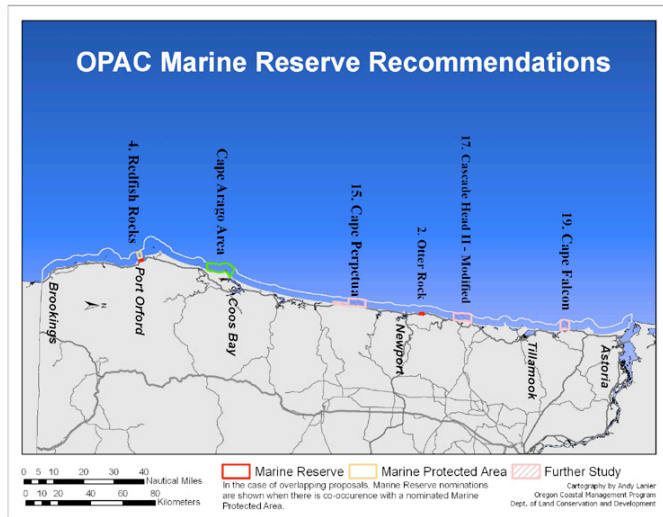 OPAC Marine Reserve Recommendations
4. Redfish Rocks
Cape Arago Area
15. Cape Perpetua
2. Otter Rock
17. Cascade Head II - Modified
19. Cape Falcon
Brookings
Port Orford
Coos Bay
Newport
Tillamook
Astoria
N
0 5 10 20 30 40
Nautical Miles
0 10 20 40 60 80
Kilometers
Marine Reserve
Marine Protected Area
Further Study
In the case of overlapping proposals, Marine Reserve nominations
are shown when there is co-occurence with a nominated Marine
Protected Area.
Cartography by Andy Lanier
Oregon Coastal Management Program
Dept. of Land Conservation and Development